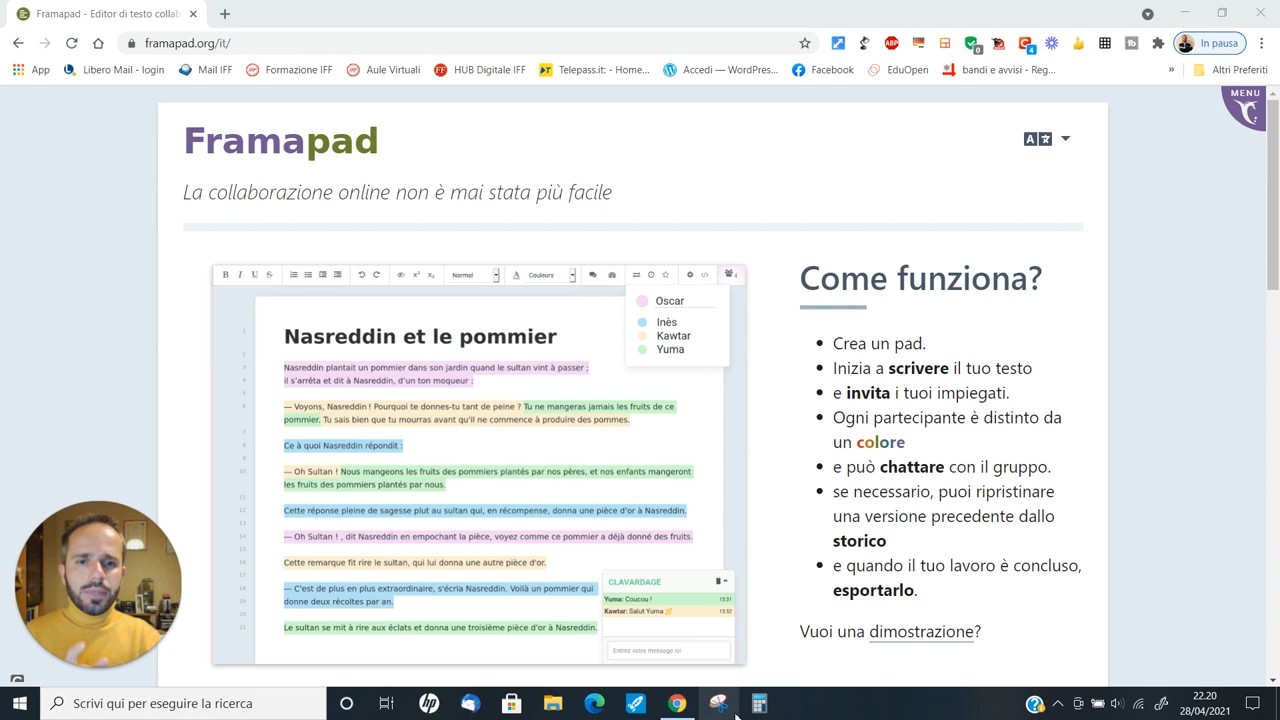 Framapad - Editor di testo collab
framapad.org/it/
ABP
0
4
In pausa
App
Libero Mail - login
Mail IFF
Formazione IFF
Aule Virtuali
HUB Digitale IFF
Telepass.it: - Home...
Accedi — WordPres...
Facebook
EduOpen
bandi e avvisi - Reg...
»
Altri Preferiti
MENU
Framapad
La collaborazione online non è mai stata più facile
Normal
Couleurs
4
Oscar
Inès
Kawtar
Yuma
Nasreddin et le pommier
Nasreddin plantait un pommier dans son jardin quand le sultan vint à passer ;
il s'arrêta et dit à Nasreddin, d'un ton moqueur :
— Voyons, Nasreddin ! Pourquoi te donnes-tu tant de peine ? Tu ne mangeras jamais les fruits de ce
pommier. Tu sais bien que tu mourras avant qu'il ne commence à produire des pommes.
Ce à quoi Nasreddin répondit :
— Oh Sultan ! Nous mangeons les fruits des pommiers plantés par nos pères, et nos enfants mangeront
les fruits des pommiers plantés par nous.
Cette réponse pleine de sagesse plut au sultan qui, en récompense, donna une pièce d'or à Nasreddin.
— Oh Sultan ! , dit Nasreddin en empochant la pièce, voyez comme ce pommier a déjà donné des fruits.
Cette remarque fit rire le sultan, qui lui donna une autre pièce d'or.
— C'est de plus en plus extraordinaire, s'écria Nasreddin. Voilà un pommier qui
donne deux récoltes par an.
Le sultan se mit à rire aux éclats et donna une troisième pièce d'or à Nasreddin.
CLAVARDAGE
Yuma: Coucou ! 15:51
Kawtar: Salut Yuma 15:52
Entrez votre message ici
Come funziona?
Crea un pad.
Inizia a scrivere il tuo testo
e invita i tuoi impiegati.
Ogni partecipante è distinto da
un colore
e può chattare con il gruppo.
se necessario, puoi ripristinare
una versione precedente dallo
storico
e quando il tuo lavoro è concluso,
esportarlo.
Vuoi una dimostrazione?
Scrivi qui per eseguire la ricerca
22.20
28/04/2021